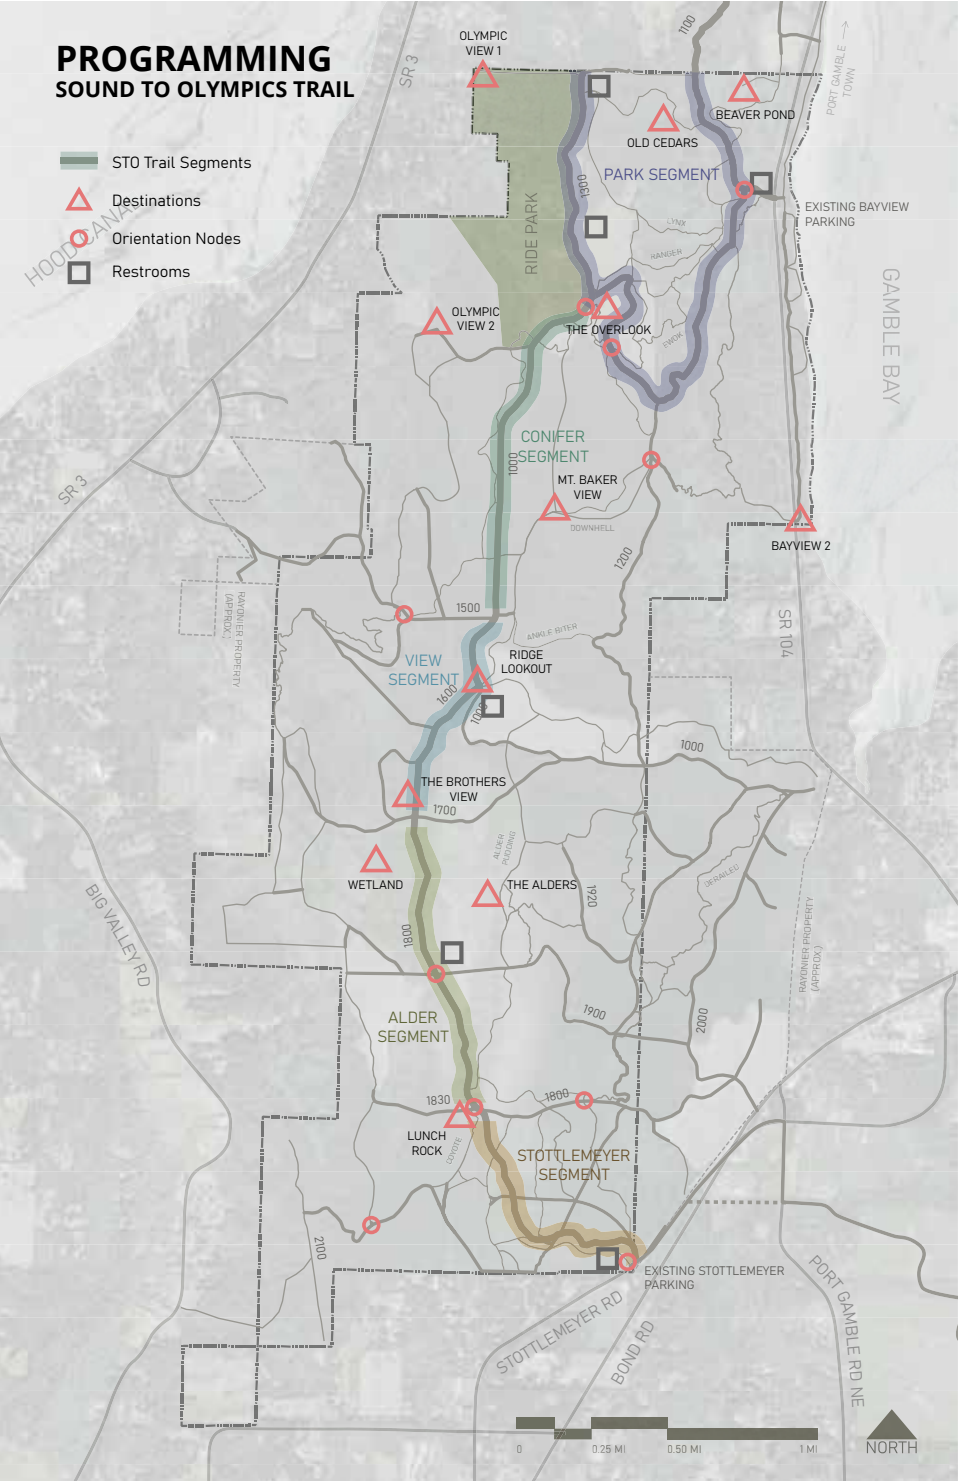 PROGRAMMING
SOUND TO OLYMPICS TRAIL
STO Trail Segments
Destinations
Orientation Nodes
Restrooms
HOOD CANAL
SR 3
OLYMPIC
VIEW 1
1100
PORT GAMBLE
TOWN
BEAVER POND
OLD CEDARS
PARK SEGMENT
1300
RIDE PARK
EXISTING BAYVIEW
PARKING
LYNX
RANGER
GAMBLE BAY
OLYMPIC
VIEW 2
THE OVERLOOK
EWOK
CONIFER
SEGMENT
1000
SR 3
MT. BAKER
VIEW
DOWNHELL
BAYVIEW 2
1200
RAYONIER PROPERTY
(APPROX.)
1500
ANKLE BITER
SR 104
VIEW
SEGMENT
RIDGE
LOOKOUT
1600
1000
1000
THE BROTHERS
VIEW
1700
ALDER
PUDDING
WETLAND
THE ALDERS
1920
DERAILED
BIG VALLEY RD
1800
RAYONIER PROPERTY
(APPROX.)
ALDER
SEGMENT
1900
2000
1830
1800
LUNCH
ROCK
COYOTE
STOTTLEMEYER
SEGMENT
2100
EXISTING STOTTLEMEYER
PARKING
STOTTLEMEYER RD
BOND RD
PORT GAMBLE RD NE
0
0.25 MI
0.50 MI
1 MI
NORTH